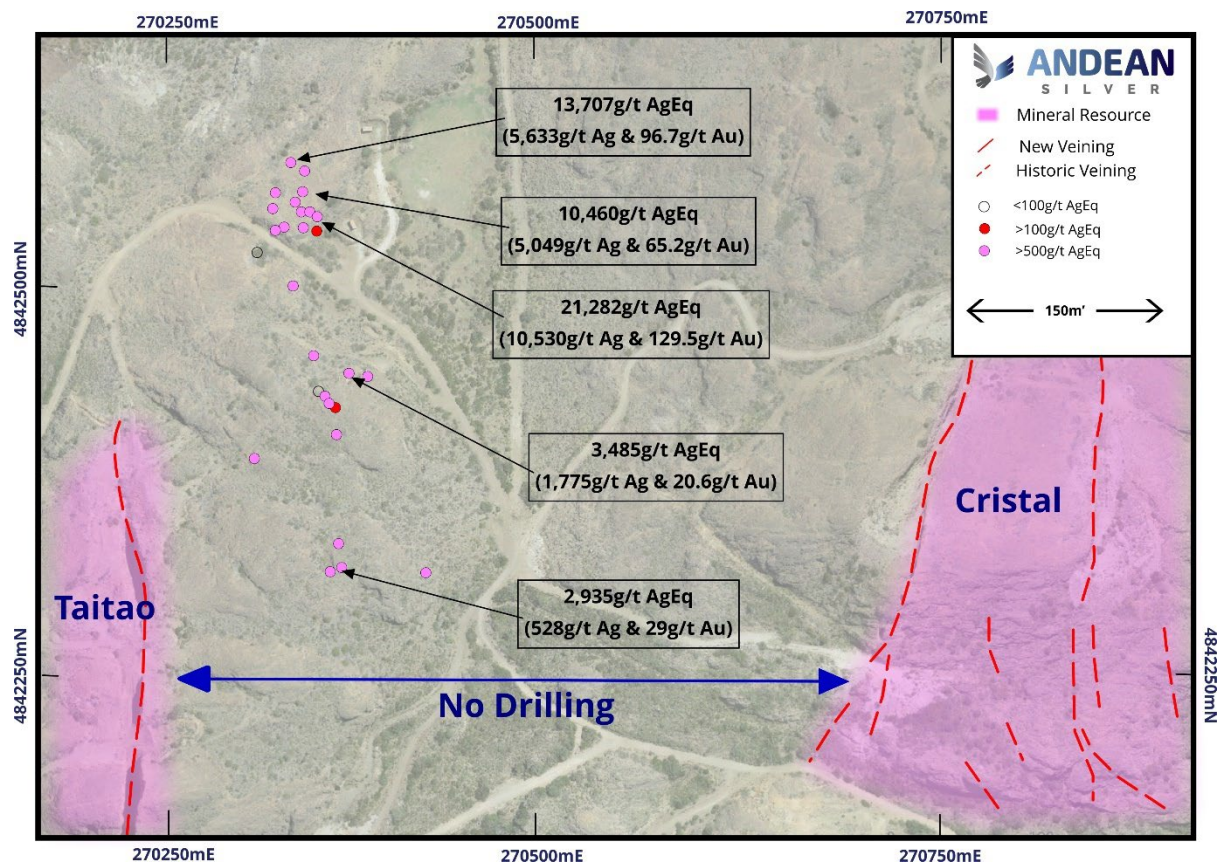 270250mE
270500mE
270750mE
ANDEAN
SILVER
Mineral Resource
New Veining
Historic Veining
<100g/t AgEq
>100g/t AgEq
>500g/t AgEq
150m'
13,707g/t AgEq
(5,633g/t Ag & 96.7g/t Au)
10,460g/t AgEq
(5,049g/t Ag & 65.2g/t Au)
4842500mN
4842500mN
21,282g/t AgEq
(10,530g/t Ag & 129.5g/t Au)
3,485g/t AgEq
(1,775g/t Ag & 20.6g/t Au)
Cristal
Taitao
2,935g/t AgEq
(528g/t Ag & 29g/t Au)
4842250mN
4842250mN
No Drilling
270250mE
270500mE
270750mE